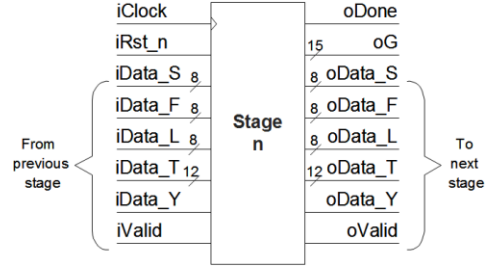 iClock
iRst_n
iData_S 8
iData_F 8
iData_L 8
iData_T 12
iData_Y
iValid
From
previous
stage
Stage
n
oDone
15 oG
8 oData_S
8 oData_F
8 oData_L
12 oData_T
oData_Y
oValid
To
next
stage